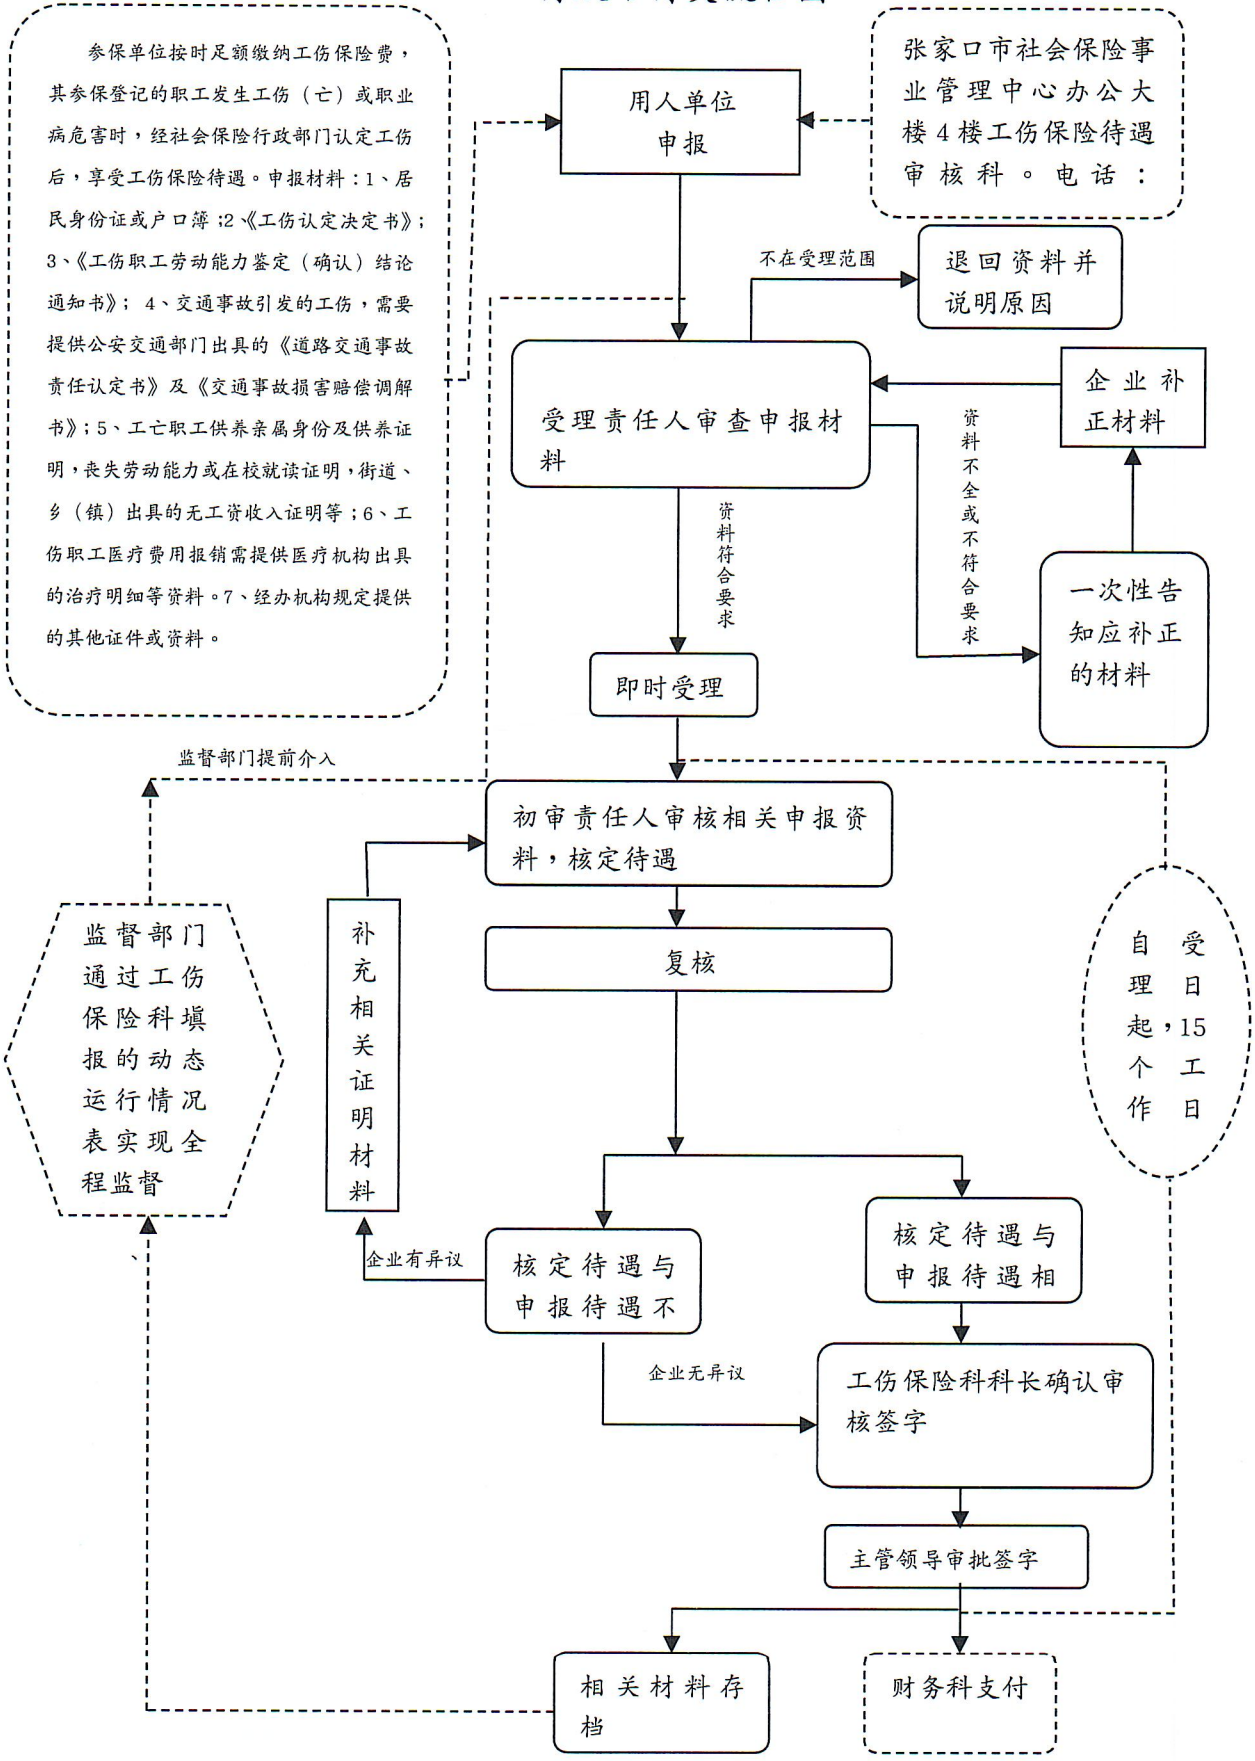 参保单位按时足额缴纳工伤保险费，
其参保登记的职工发生工伤（亡）或职业
病危害时，经社会保险行政部门认定工伤
后，享受工伤保险待遇。申报材料：1、居
民身份证或户口簿；2、《工伤认定决定书》；
3、《工伤职工劳动能力鉴定（确认）结论
通知书》； 4、交通事故引发的工伤，需要
提供公安交通部门出具的《道路交通事故
责任认定书》及《交通事故损害赔偿调解
书》；5、工亡职工供养亲属身份及供养证
明，丧失劳动能力或在校就读证明，街道、
乡（镇）出具的无工资收入证明等；6、工
伤职工医疗费用报销需提供医疗机构出具
的治疗明细等资料。7、经办机构规定提供
的其他证件或资料。
用人单位
申报
张家口市社会保险事
业管理中心办公大
楼4楼工伤保险待遇
审核科。电话：
不在受理范围
退回资料并
说明原因
受理责任人审查申报材
料
企业补
正材料
资料不全或不符合要求
资料符合要求
一次性告
知应补正
的材料
即时受理
监督部门提前介入
初审责任人审核相关申报资
料，核定待遇
复核
补充相关证明材料
监督部门
通过工伤
保险科填
报的动态
运行情况
表实现全
程监督
自受
理日
起，15
个工
作日
企业有异议
核定待遇与
申报待遇不
核定待遇与
申报待遇相
企业无异议
工伤保险科科长确认审
核签字
主管领导审批签字
相关材料存
档
财务科支付